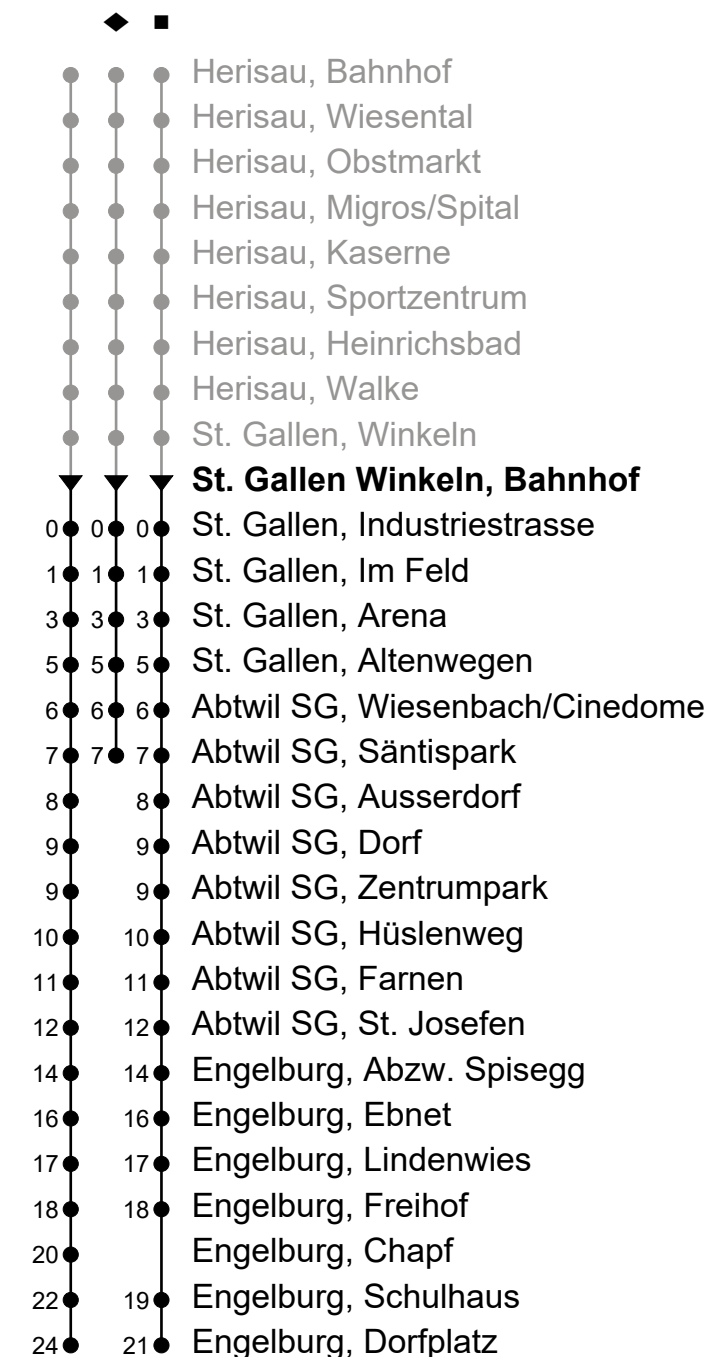 Herisau, Bahnhof
Herisau, Wiesental
Herisau, Obstmarkt
Herisau, Migros/Spital
Herisau, Kaserne
Herisau, Sportzentrum
Herisau, Heinrichsbad
Herisau, Walke
St. Gallen, Winkeln
St. Gallen Winkeln, Bahnhof
0 0 0 St. Gallen, Industriestrasse
1 1 1 St. Gallen, Im Feld
3 3 3 St. Gallen, Arena
5 5 5 St. Gallen, Altenwegen
6 6 6 Abtwil SG, Wiesenbach/Cinedome
7 7 7 Abtwil SG, Säntispark
8 8 Abtwil SG, Ausserdorf
9 9 Abtwil SG, Dorf
9 9 Abtwil SG, Zentrumpark
10 10 Abtwil SG, Hüslenweg
11 11 Abtwil SG, Farnen
12 12 Abtwil SG, St. Josefen
14 14 Engelburg, Abzw. Spisegg
16 16 Engelburg, Ebnet
17 17 Engelburg, Lindenwies
18 18 Engelburg, Freihof
20 Engelburg, Chapf
22 19 Engelburg, Schulhaus
24 21 Engelburg, Dorfplatz